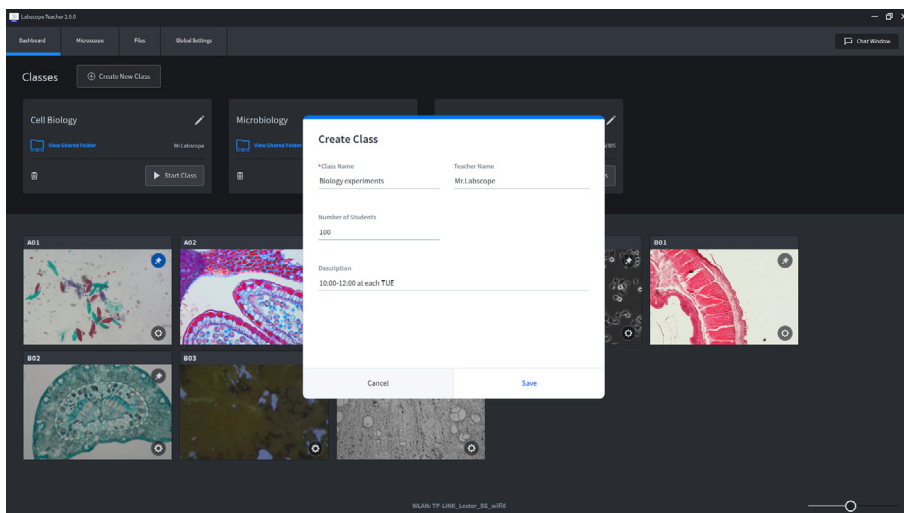 Labscope Teacher 2.0.0
Dashboard Microscope Files Global Settings Chat Window
Classes Create New Class
Cell Biology Microbiology
View Shared Folder Mr.Labscope View Shared Folder
Start Class
Create Class
*Class Name Teacher Name
Biology experiments Mr.Labscope
Number of Students
100
Description
10:00-12:00 at each TUE
Cancel Save
A01 A02 B01
B02 B03
WLAN: TP-LINK_Lester_5G_wifi6